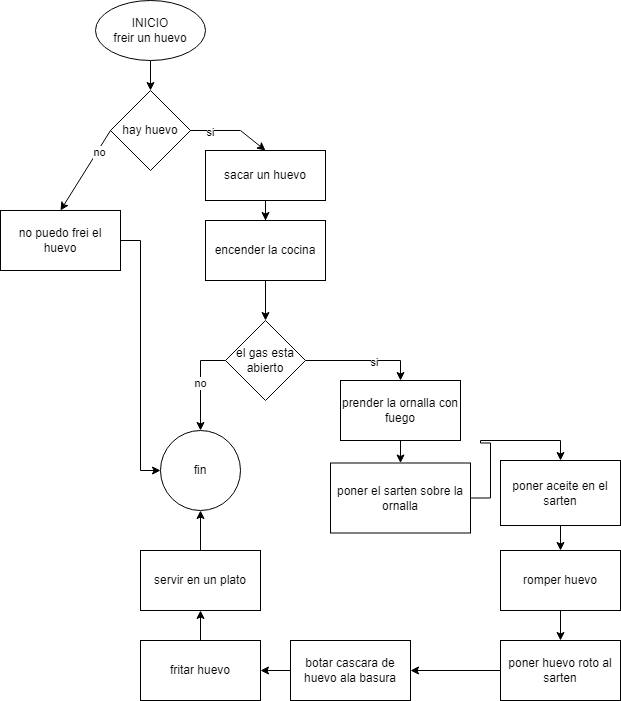 INICIO
freir un huevo
hay huevo
si
no
sacar un huevo
no puedo frei el
huevo
encender la cocina
el gas esta
abierto
si
no
prender la ornalla con
fuego
fin
poner el sarten sobre la
ornalla
poner aceite en el
sarten
servir en un plato
romper huevo
fritar huevo
botar cascara de
huevo ala basura
poner huevo roto al
sarten